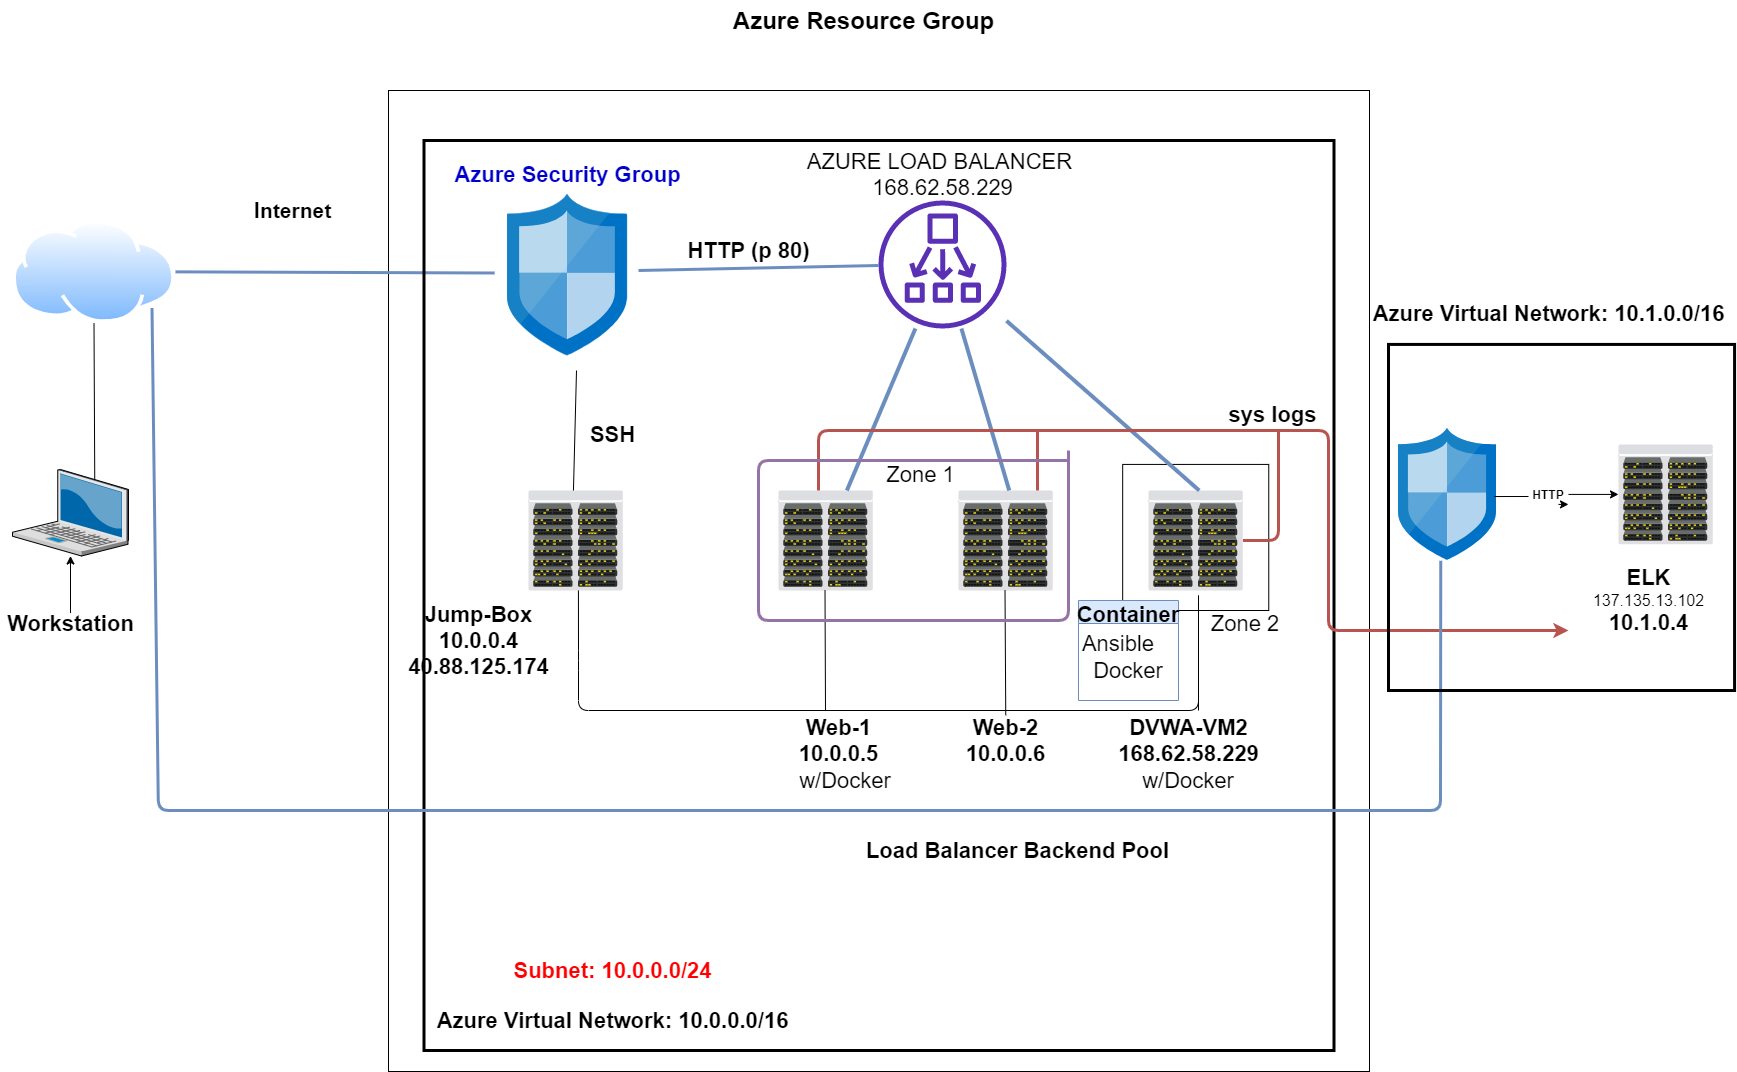 Azure Resource Group
Azure Security Group
AZURE LOAD BALANCER
168.62.58.229
Internet
HTTP (p 80)
Azure Virtual Network: 10.1.0.0/16
sys logs
SSH
Zone 1
HTTP
ELK
137.135.13.102
10.1.0.4
Workstation
Jump-Box
10.0.0.4
40.88.125.174
Container
Ansible
Docker
Zone 2
Web-1
10.0.0.5
w/Docker
Web-2
10.0.0.6
DVWA-VM2
168.62.58.229
w/Docker
Load Balancer Backend Pool
Subnet: 10.0.0.0/24
Azure Virtual Network: 10.0.0.0/16